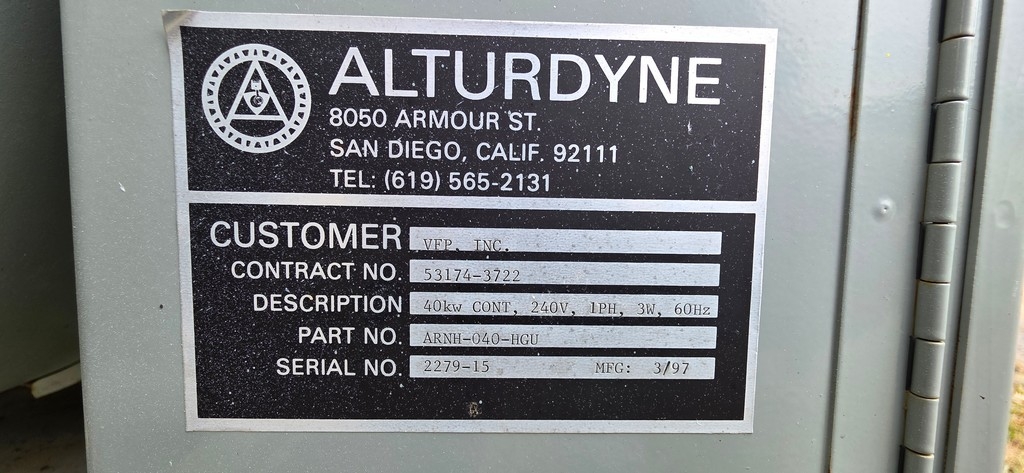 ALTURDYNE
8050 ARMOUR ST.
SAN DIEGO, CALIF. 92111
TEL: (619) 565-2131
CUSTOMER VFP, INC.
CONTRACT NO. 53174-3722
DESCRIPTION 40kw CONT, 240V, 1PH, 3W, 60Hz
PART NO. ARNH-040-HGU
SERIAL NO. 2279-15 MFG: 3/97